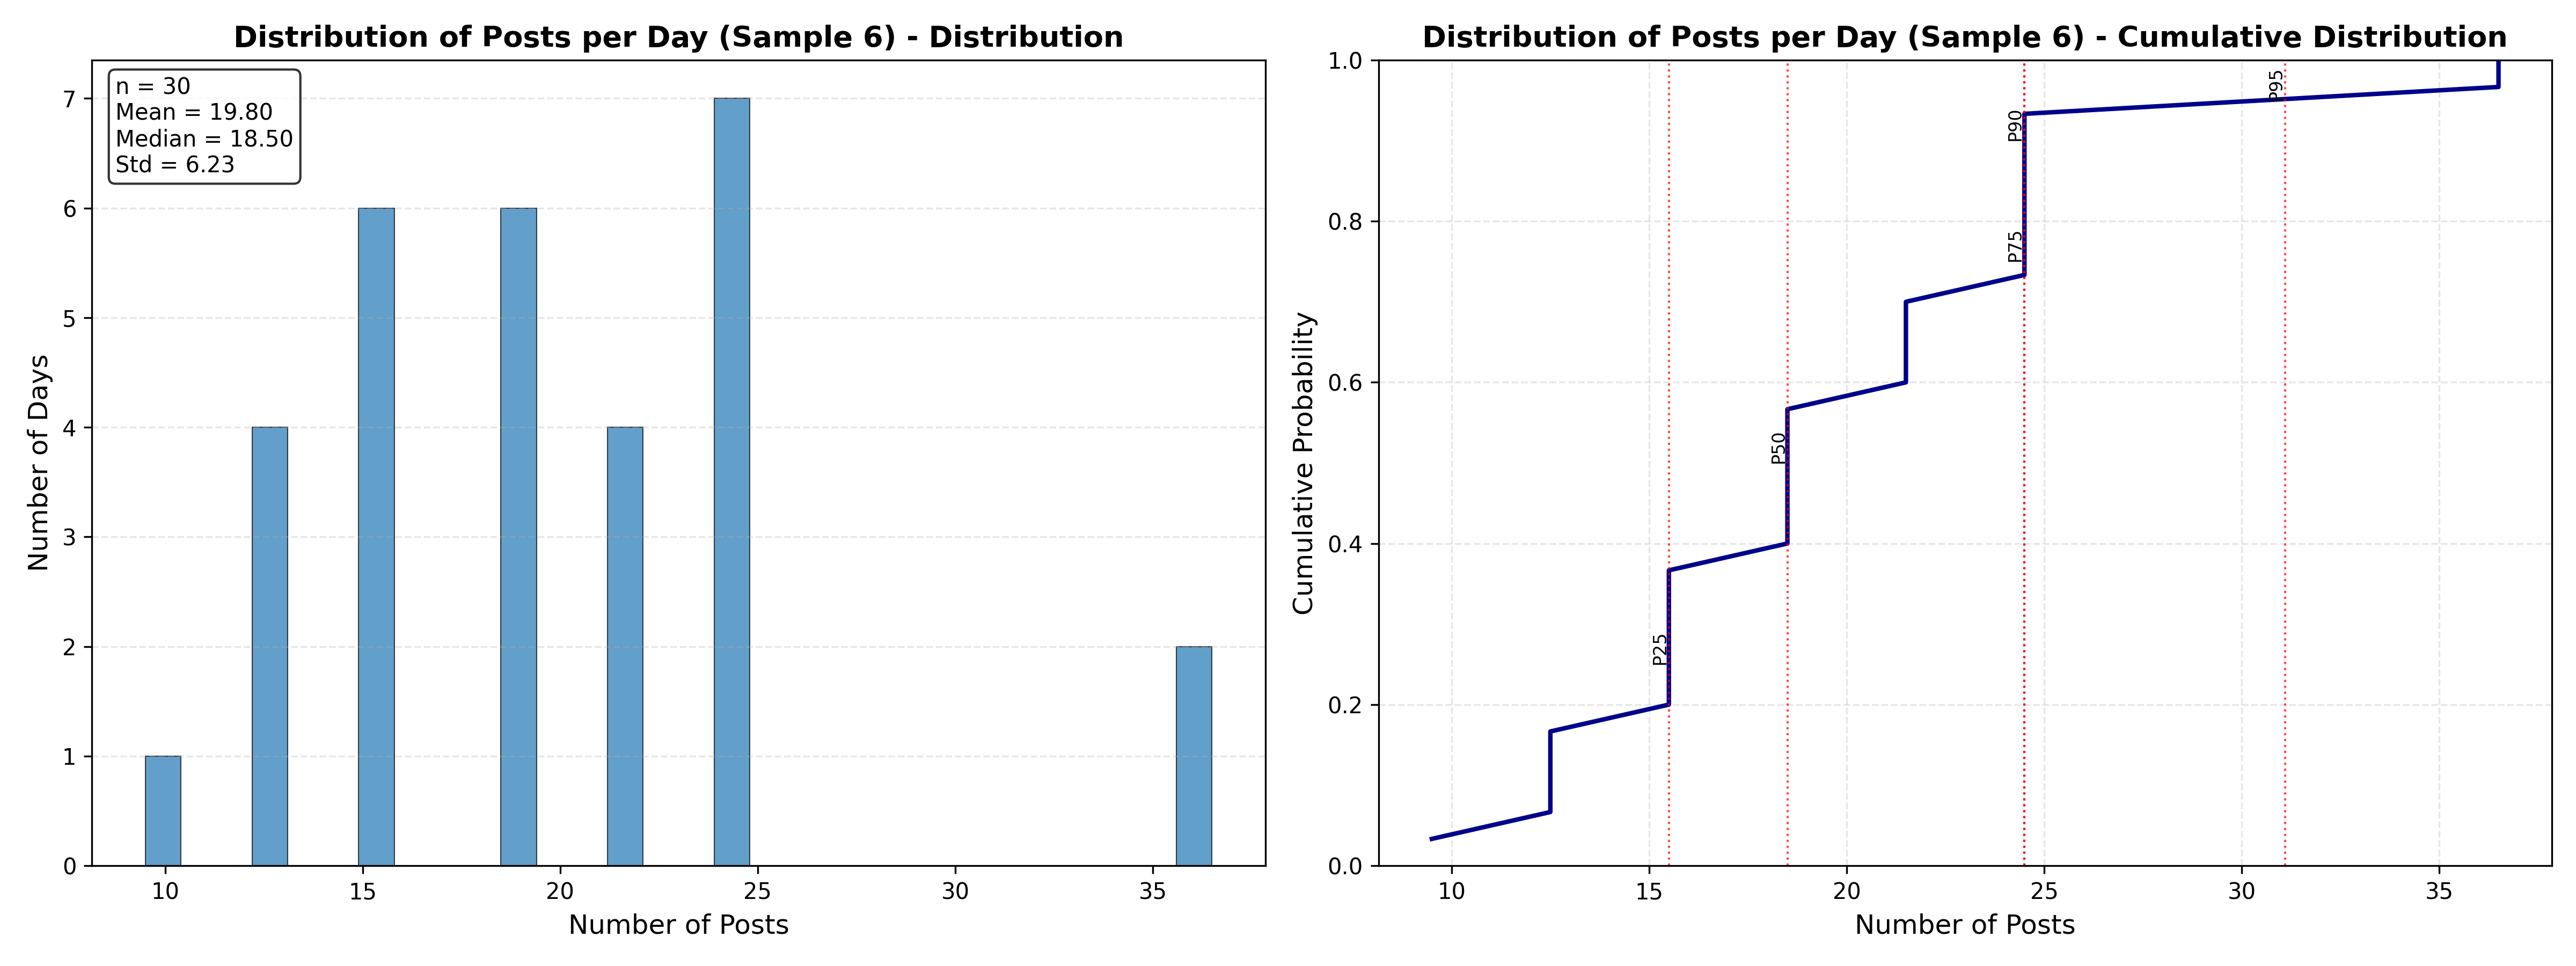 Distribution of Posts per Day (Sample 6) - Distribution
n = 30
Mean = 19.80
Median = 18.50
Std = 6.23
7
6
5
4
3
2
1
0
Number of Days
10 15 20 25 30 35
Number of Posts
Distribution of Posts per Day (Sample 6) - Cumulative Distribution
1.0
0.8
0.6
0.4
0.2
0.0
Cumulative Probability
P25
P50
P75
P90
P95
10 15 20 25 30 35
Number of Posts